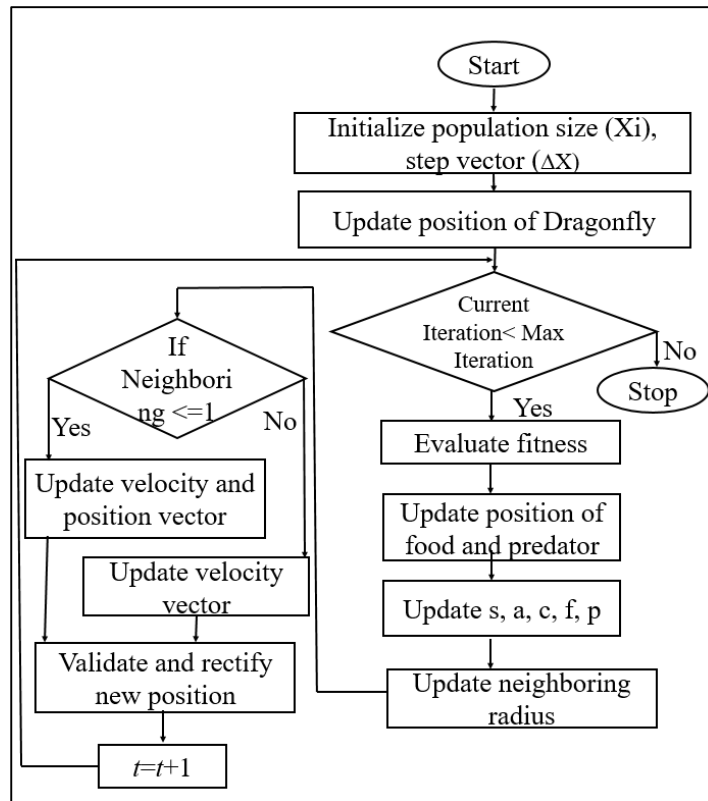 Start
Initialize population size (Xi),
step vector (ΔX)
Update position of Dragonfly
Current
Iteration< Max
Iteration
No
Stop
Yes
Evaluate fitness
Update position of
food and predator
Update s, a, c, f, p
Update neighboring
radius
If
Neighbori
ng <=1
Yes
No
Update velocity and
position vector
Update velocity
vector
Validate and rectify
new position
t=t+1